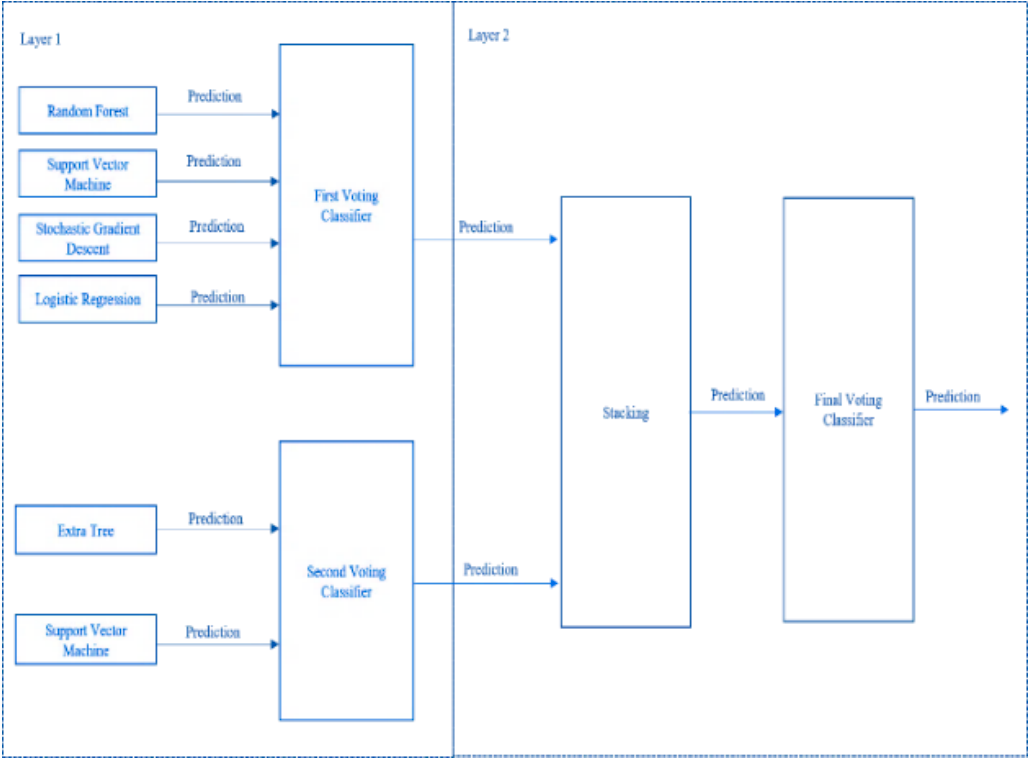 Layer 1
Random Forest
Prediction
Support Vector
Machine
Prediction
Stochastic Gradient
Descent
Prediction
Logistic Regression
Prediction
First Voting
Classifier
Prediction
Extra Tree
Prediction
Support Vector
Machine
Prediction
Second Voting
Classifier
Prediction
Layer 2
Stacking
Prediction
Final Voting
Classifier
Prediction